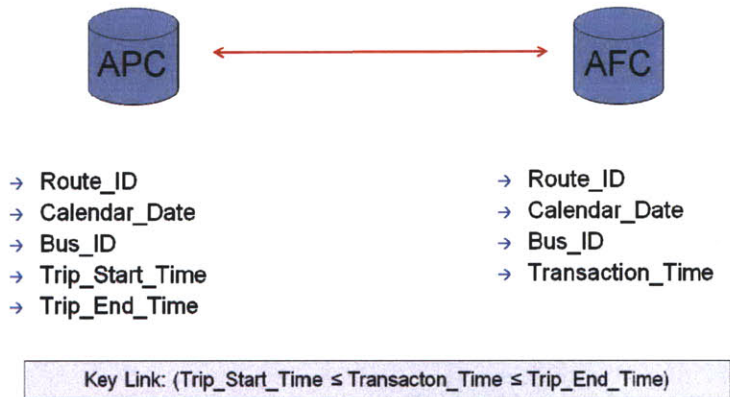 APC
AFC
→ Route_ID
→ Calendar_Date
→ Bus_ID
→ Trip_Start_Time
→ Trip_End_Time
→ Route_ID
→ Calendar_Date
→ Bus_ID
→ Transaction_Time
Key Link: (Trip_Start_Time ≤ Transacton_Time ≤ Trip_End_Time)